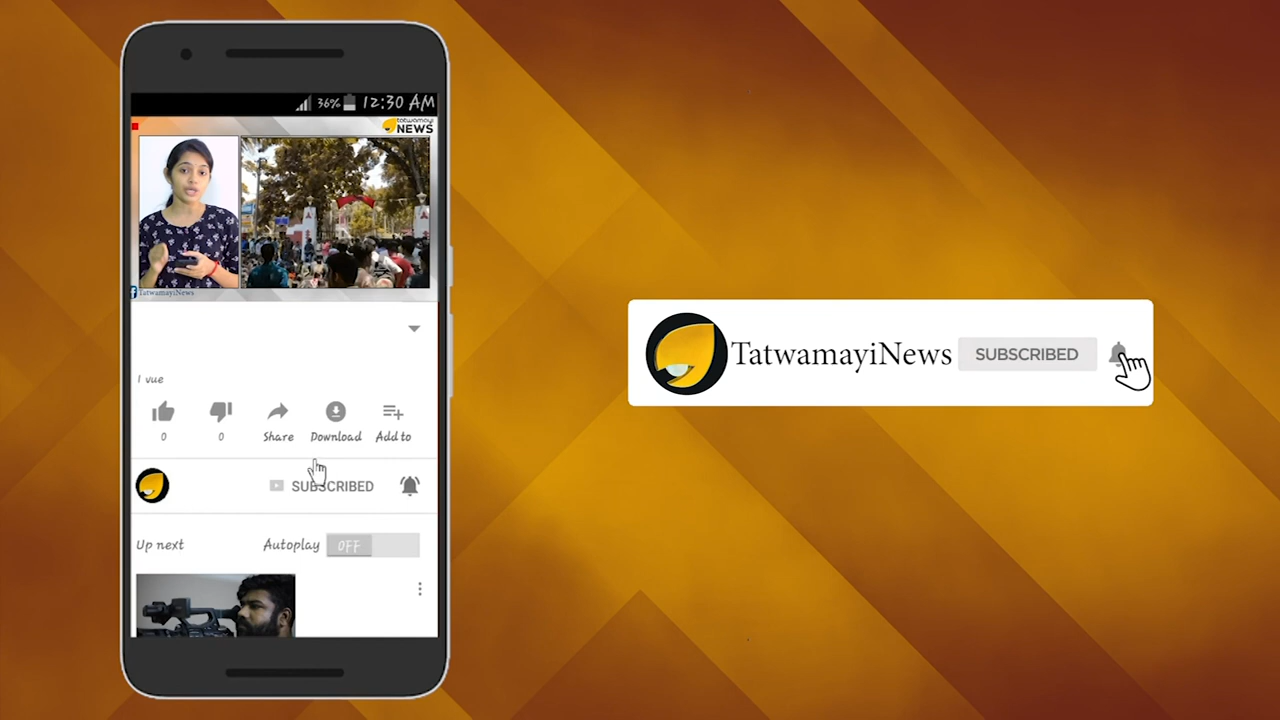 36% 12:30 AM
tatwamayi
NEWS
TatwamayiNews
1 vue
0 0 Share Download Add to
SUBSCRIBED
Up next Autoplay OFF
TatwamayiNews SUBSCRIBED